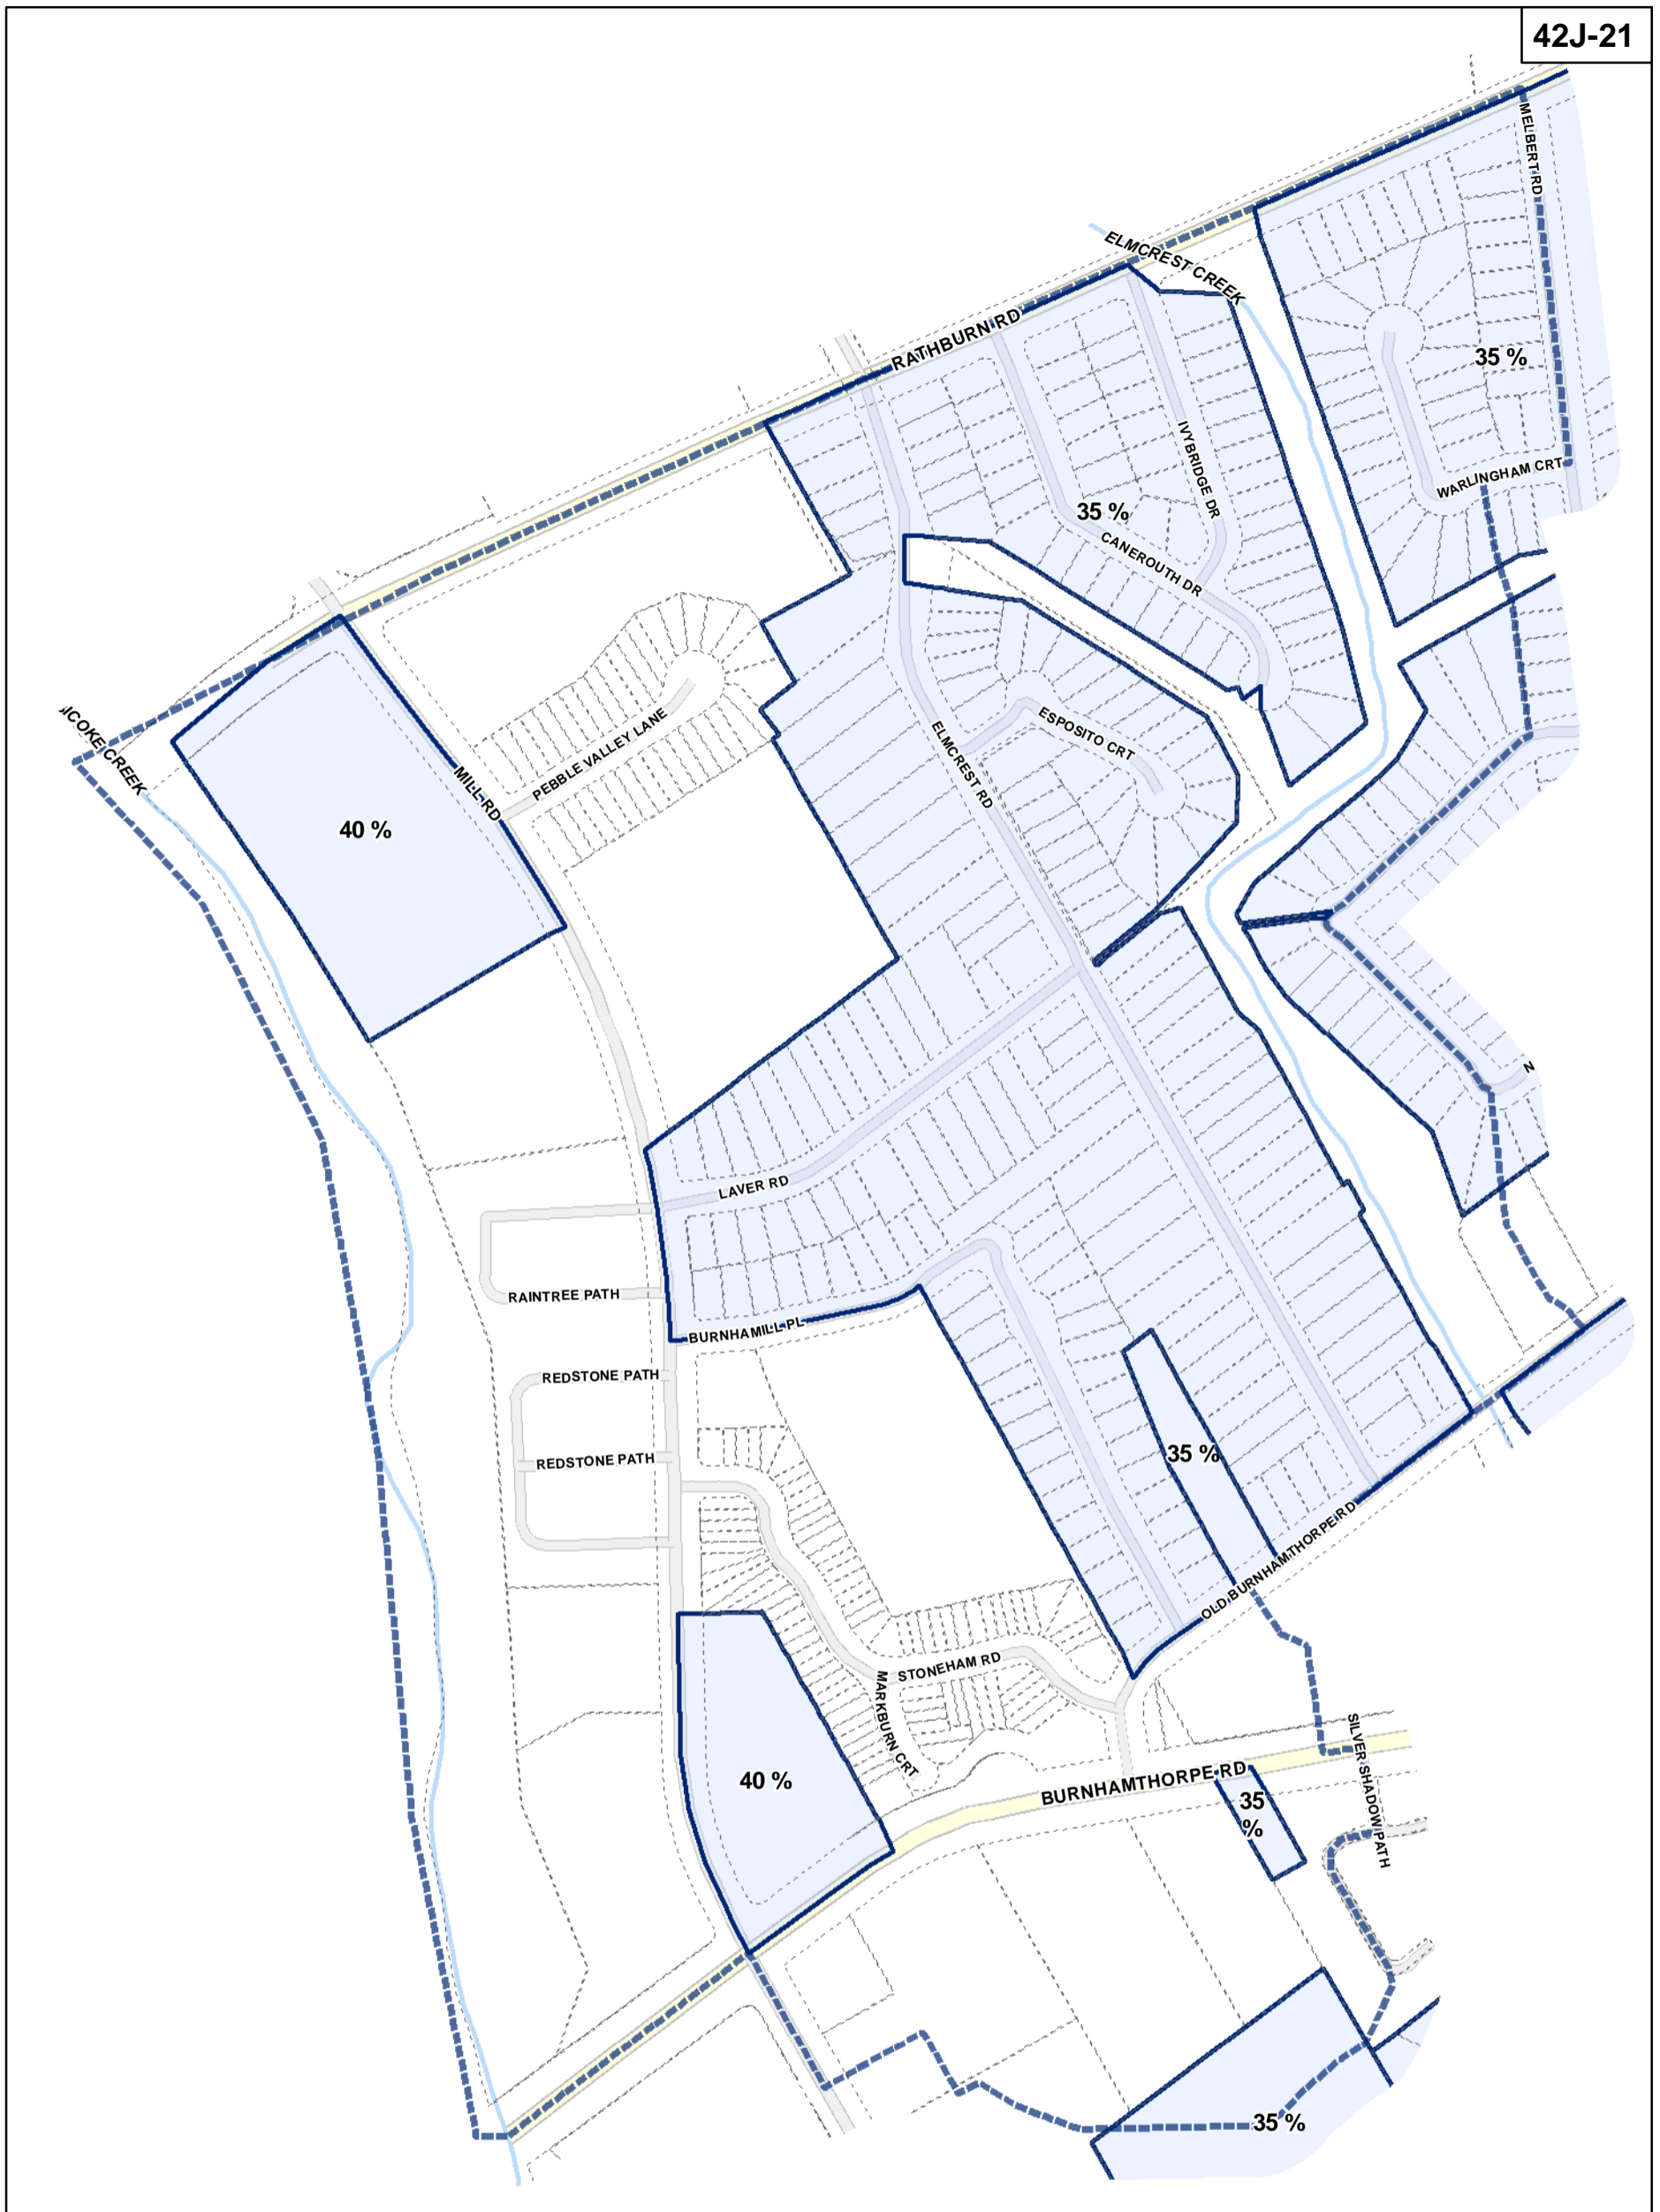 42J-21
MELBERT RD
ELMCREST CREEK
RATHBURN RD
35 %
IVYBRIDGE DR
WARLINGHAM CRT
35 %
CANEROUTH DR
ICOKE CREEK
PEBBLE VALLEY LANE
ESPOSITO CRT
MILL RD
ELMCREST RD
40 %
N
LAVER RD
RAINTREE PATH
BURNHAMILL PL
REDSTONE PATH
35 %
REDSTONE PATH
OLD BURNHAMTHORPE RD
STONEHAM RD
MARKBURN CRT
SILVER SHADOW PATH
BURNHAMTHORPE RD
40 %
35
%
35 %